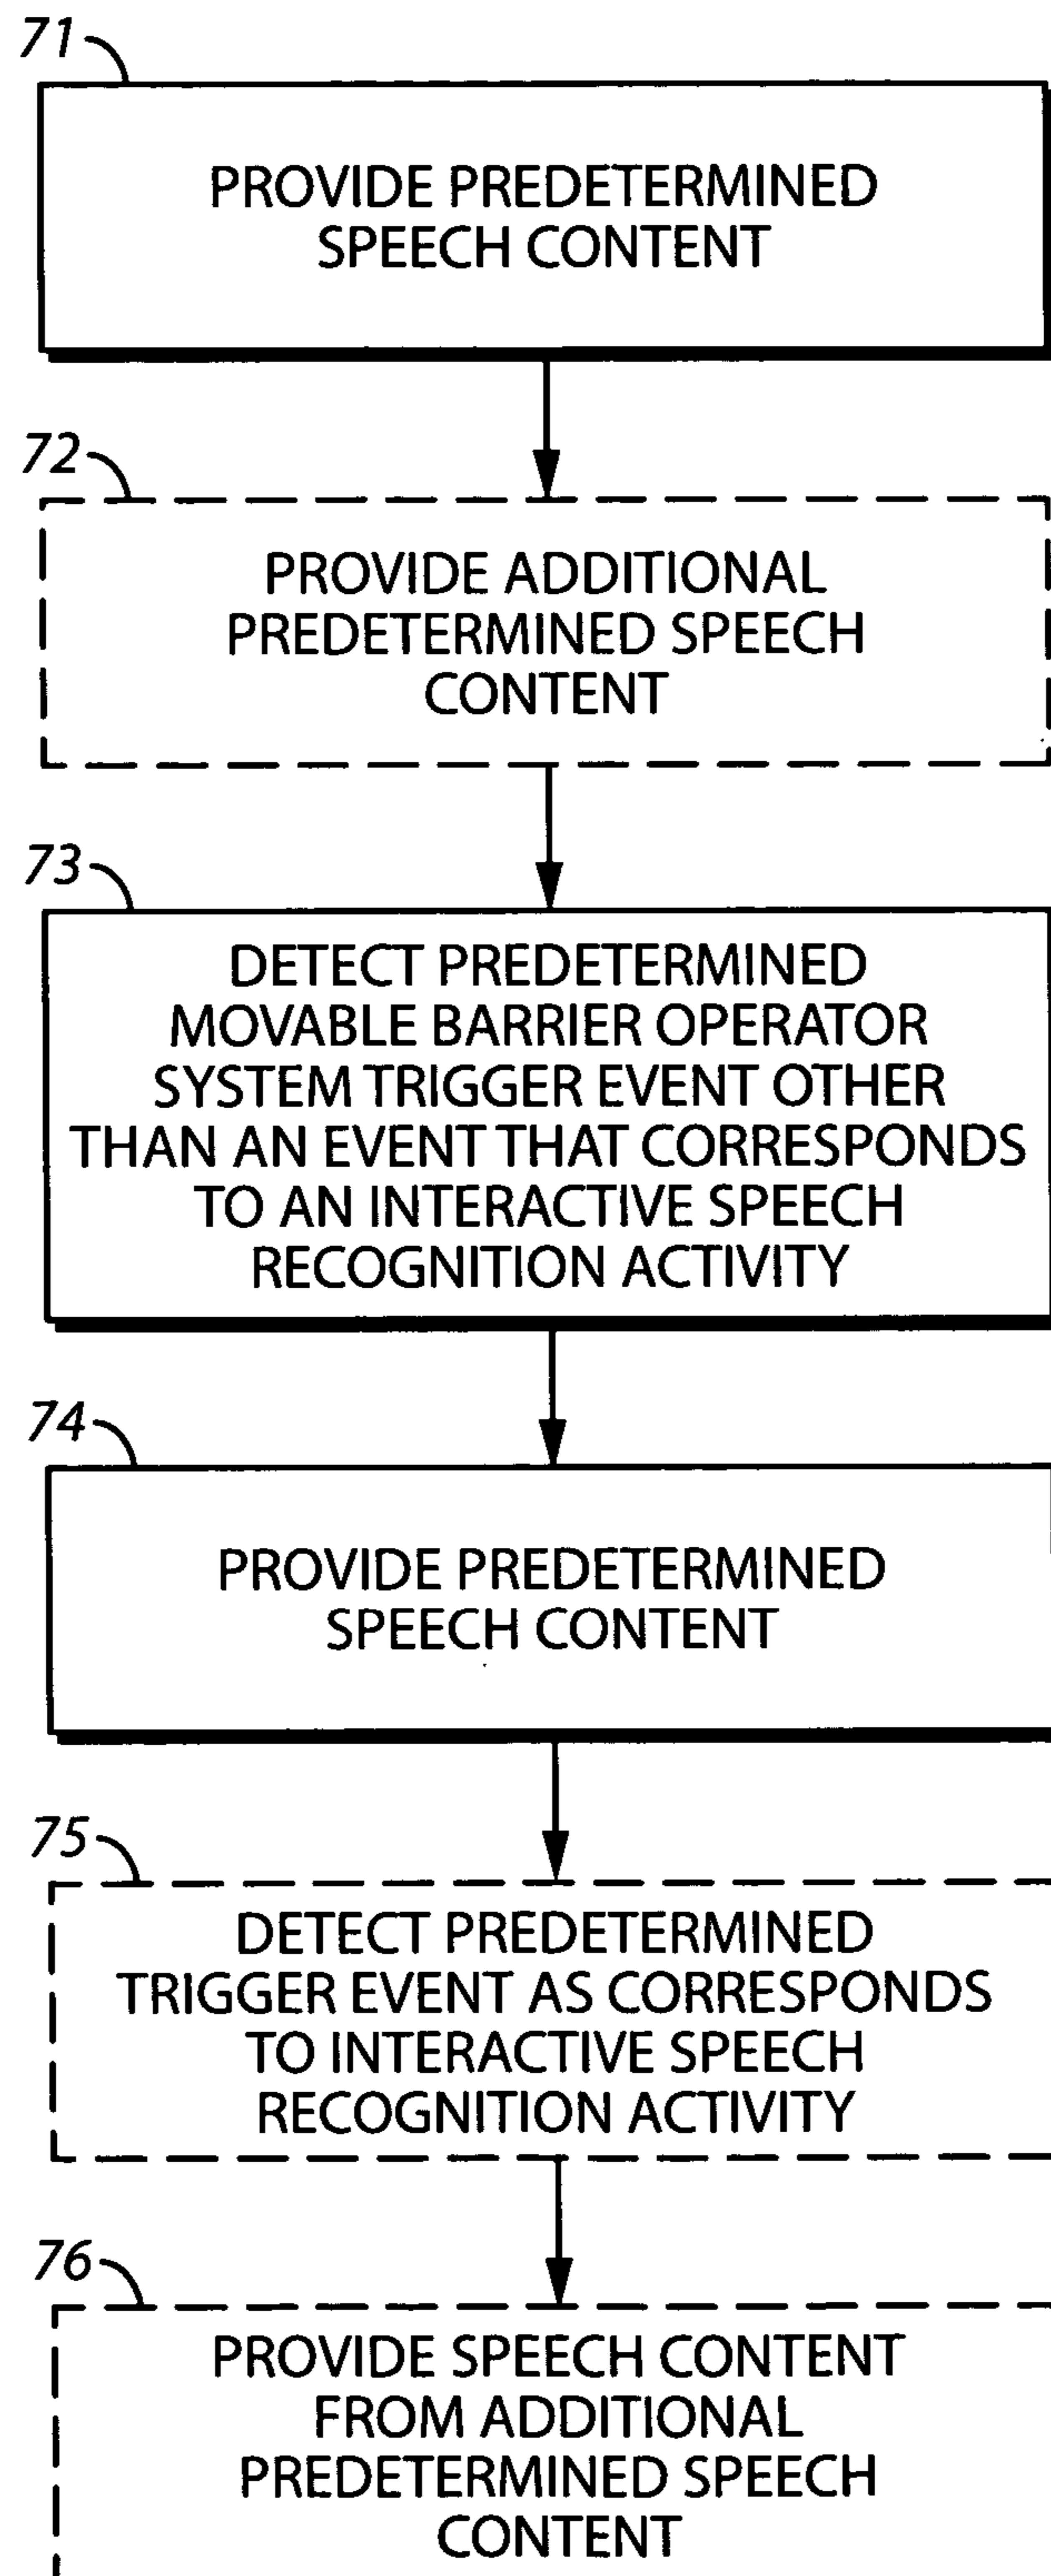 71
PROVIDE PREDETERMINED
SPEECH CONTENT
72
PROVIDE ADDITIONAL
PREDETERMINED SPEECH
CONTENT
73
DETECT PREDETERMINED
MOVABLE BARRIER OPERATOR
SYSTEM TRIGGER EVENT OTHER
THAN AN EVENT THAT CORRESPONDS
TO AN INTERACTIVE SPEECH
RECOGNITION ACTIVITY
74
PROVIDE PREDETERMINED
SPEECH CONTENT
75
DETECT PREDETERMINED
TRIGGER EVENT AS CORRESPONDS
TO INTERACTIVE SPEECH
RECOGNITION ACTIVITY
76
PROVIDE SPEECH CONTENT
FROM ADDITIONAL
PREDETERMINED SPEECH
CONTENT